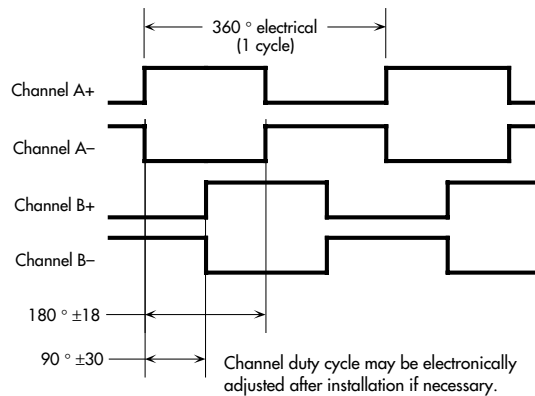 360 ° electrical
(1 cycle)
Channel A+
Channel A–
Channel B+
Channel B–
180 ° ±18
90 ° ±30
Channel duty cycle may be electronically
adjusted after installation if necessary.